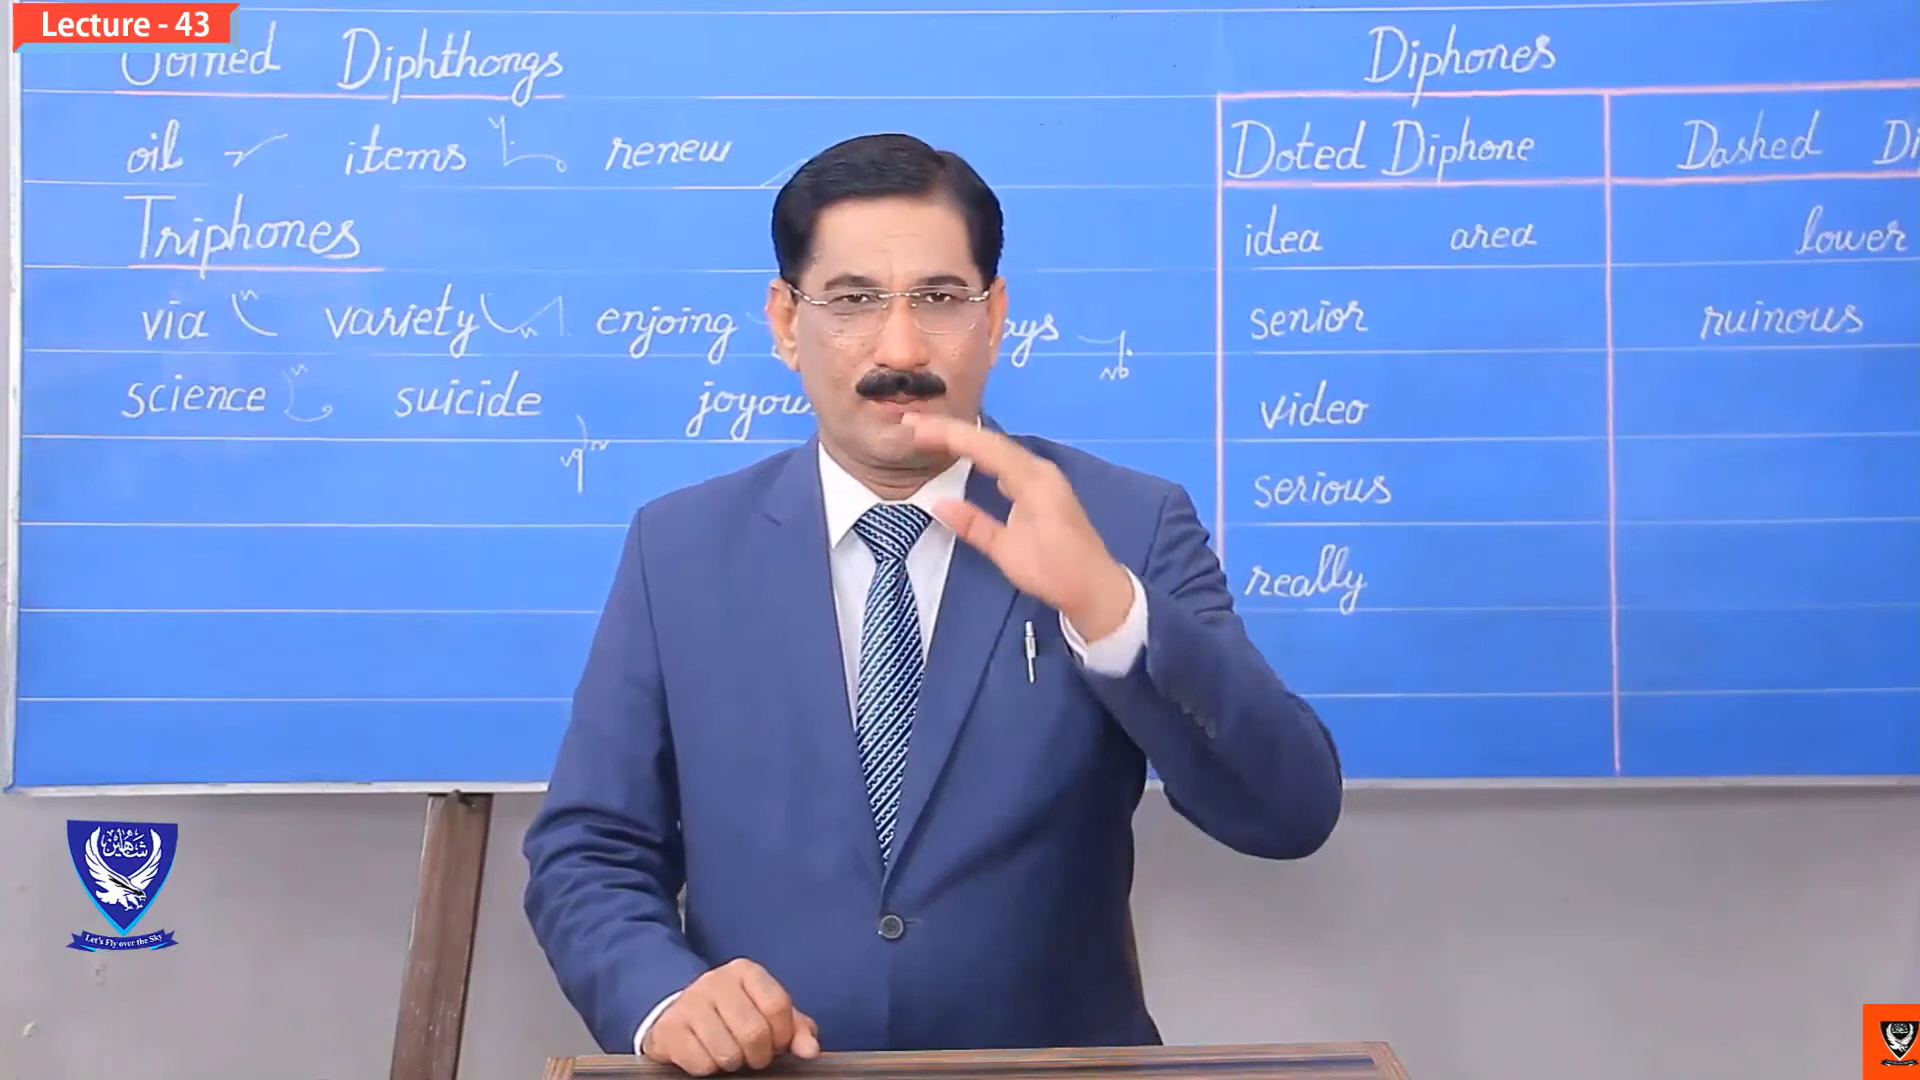 Lecture - 43
Joined Diphthongs
oil items renew
Triphones
via variety enjoing
science suicide
Diphones
Doted Diphone Dashed
idea area lower
senior ruinous
video
serious
really
شاهين
Let's Fly over the Sky